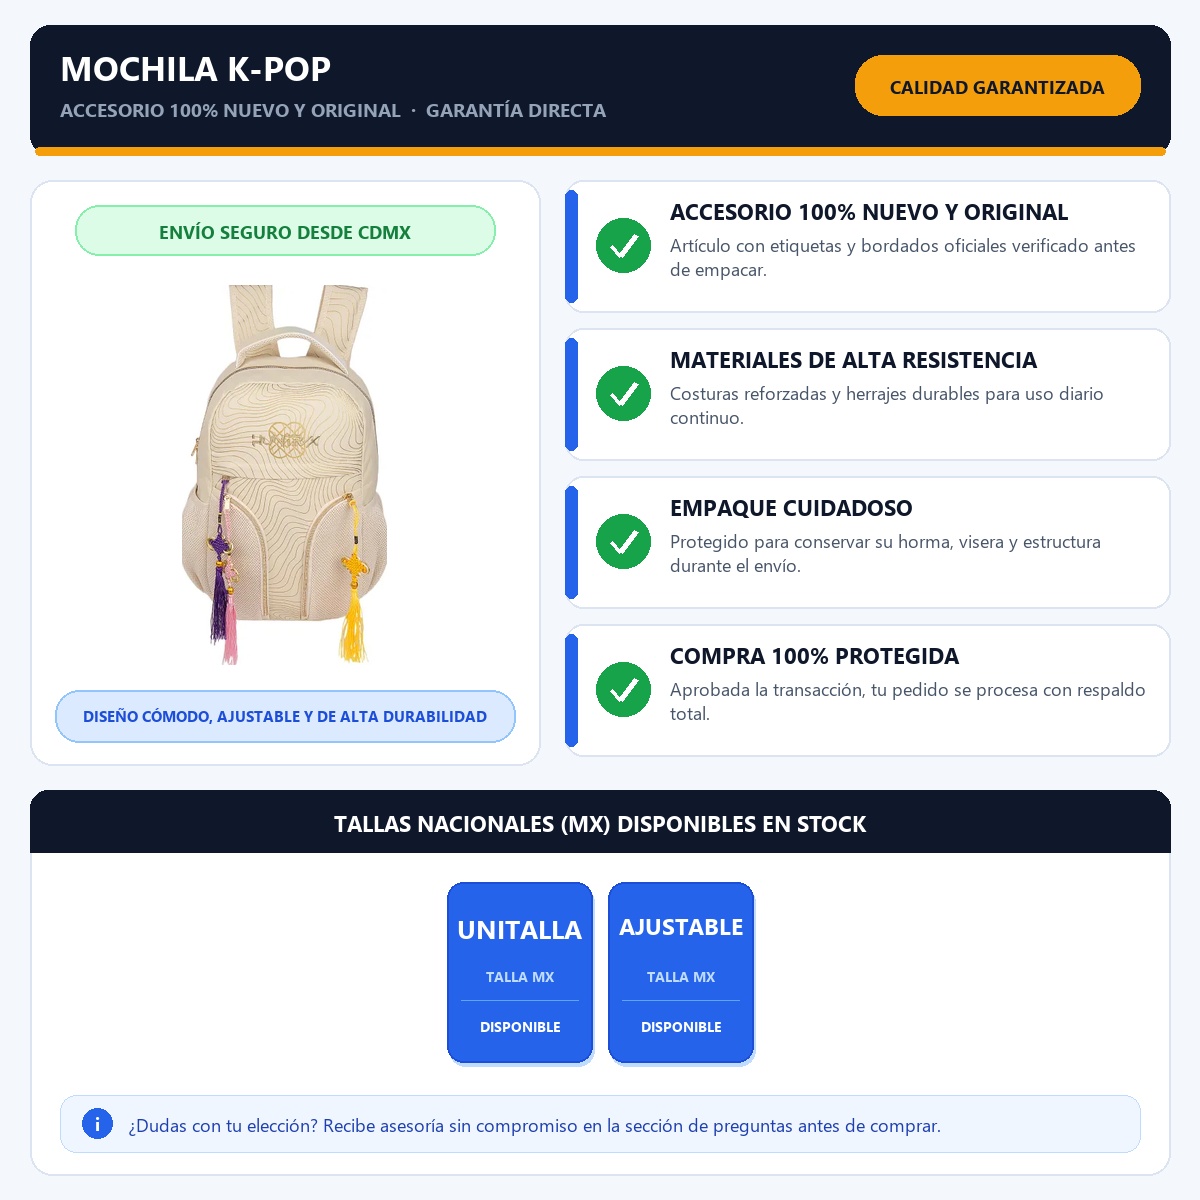 MOCHILA K-POP
ACCESORIO 100% NUEVO Y ORIGINAL · GARANTÍA DIRECTA
CALIDAD GARANTIZADA
ENVÍO SEGURO DESDE CDMX
DISEÑO CÓMODO, AJUSTABLE Y DE ALTA DURABILIDAD
ACCESORIO 100% NUEVO Y ORIGINAL
Artículo con etiquetas y bordados oficiales verificado antes
de empacar.
MATERIALES DE ALTA RESISTENCIA
Costuras reforzadas y herrajes durables para uso diario
continuo.
EMPAQUE CUIDADOSO
Protegido para conservar su horma, visera y estructura
durante el envío.
COMPRA 100% PROTEGIDA
Aprobada la transacción, tu pedido se procesa con respaldo
total.
TALLAS NACIONALES (MX) DISPONIBLES EN STOCK
UNITALLA
TALLA MX
DISPONIBLE
AJUSTABLE
TALLA MX
DISPONIBLE
¿Dudas con tu elección? Recibe asesoría sin compromiso en la sección de preguntas antes de comprar.